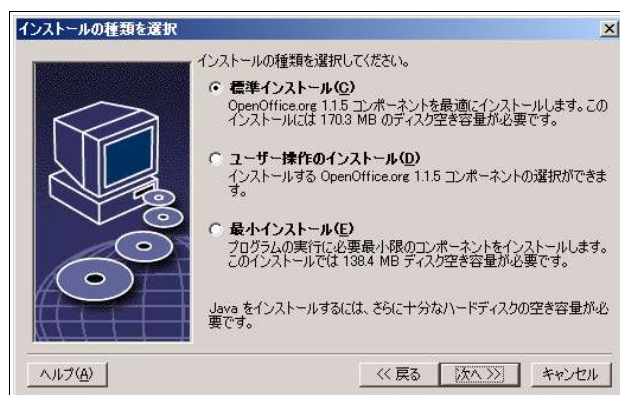 インストールの種類を選択
インストールの種類を選択してください。
標準インストール(C)
OpenOffice.org 1.1.5 コンポーネントを最適にインストールします。この
インストールには 170.3 MB のディスク空き容量が必要です。
ユーザー操作のインストール(D)
インストールする OpenOffice.org 1.1.5 コンポーネントの選択ができま
す。
最小インストール(E)
プログラムの実行に必要最小限のコンポーネントをインストールします。
このインストールでは 138.4 MB ディスク空き容量が必要です。
Java をインストールするには、さらに十分なハードディスクの空き容量が必
要です。
ヘルプ(A)
<< 戻る
次へ >>
キャンセル